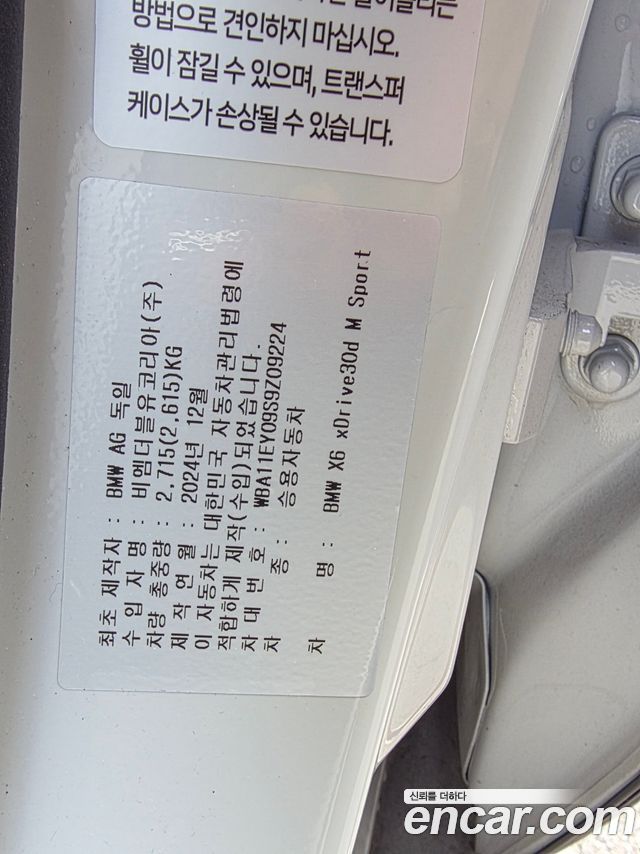 방법으로 견인하지 마십시오.
휠이 잠길 수 있으며, 트랜스퍼
케이스가 손상될 수 있습니다.
최초 제작자 : BMW AG 독일
수 입 자 명 : 비엠더블유코리아(주)
차량 총중량 : 2,715(2,615)KG
제 작 연 월 : 2024년 12월
이 자동차는 대한민국 자동차관리법령에
적합하게 제작(수입)되었습니다.
차 대 번 호 : WBA11EY09S9Z09224
차 종 : 승용자동차
차 명 : BMW X6 xDrive30d M Sport
신뢰를 더하다
encar.com